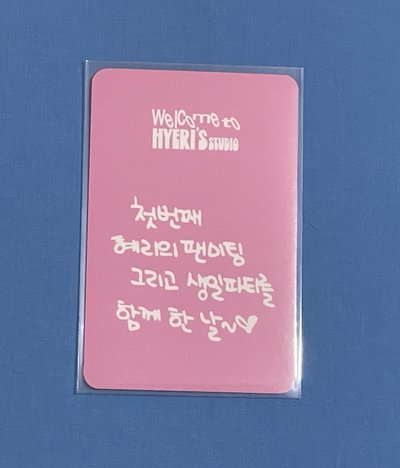 Welcome to
HYERI'S STUDIO
첫번째
혜리의 팬미팅
그리고 생일파티를
함께 한 날~♡